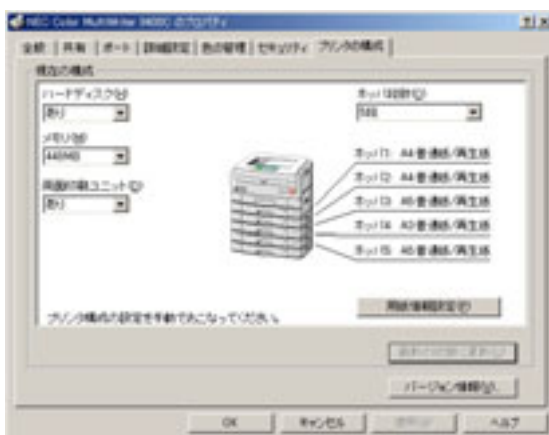 NEC Color MultiWriter 9400C のプロパティ
全般 共有 ポート 詳細設定 色の管理 セキュリティ プリンタの構成
現在の構成
ハードディスク(H)
あり
メモリ(M)
448MB
両面印刷ユニット(D)
あり
ホッパ段数(C)
5段
ホッパ1: A4 普通紙/再生紙
ホッパ2: A4 普通紙/再生紙
ホッパ3: 普通紙/再生紙
ホッパ4: A3 普通紙/再生紙
ホッパ5: 普通紙/再生紙
用紙情報設定(P)
プリンタ構成の設定を手動でおこなってください。
バージョン情報(V)
OK
キャンセル
ヘルプ